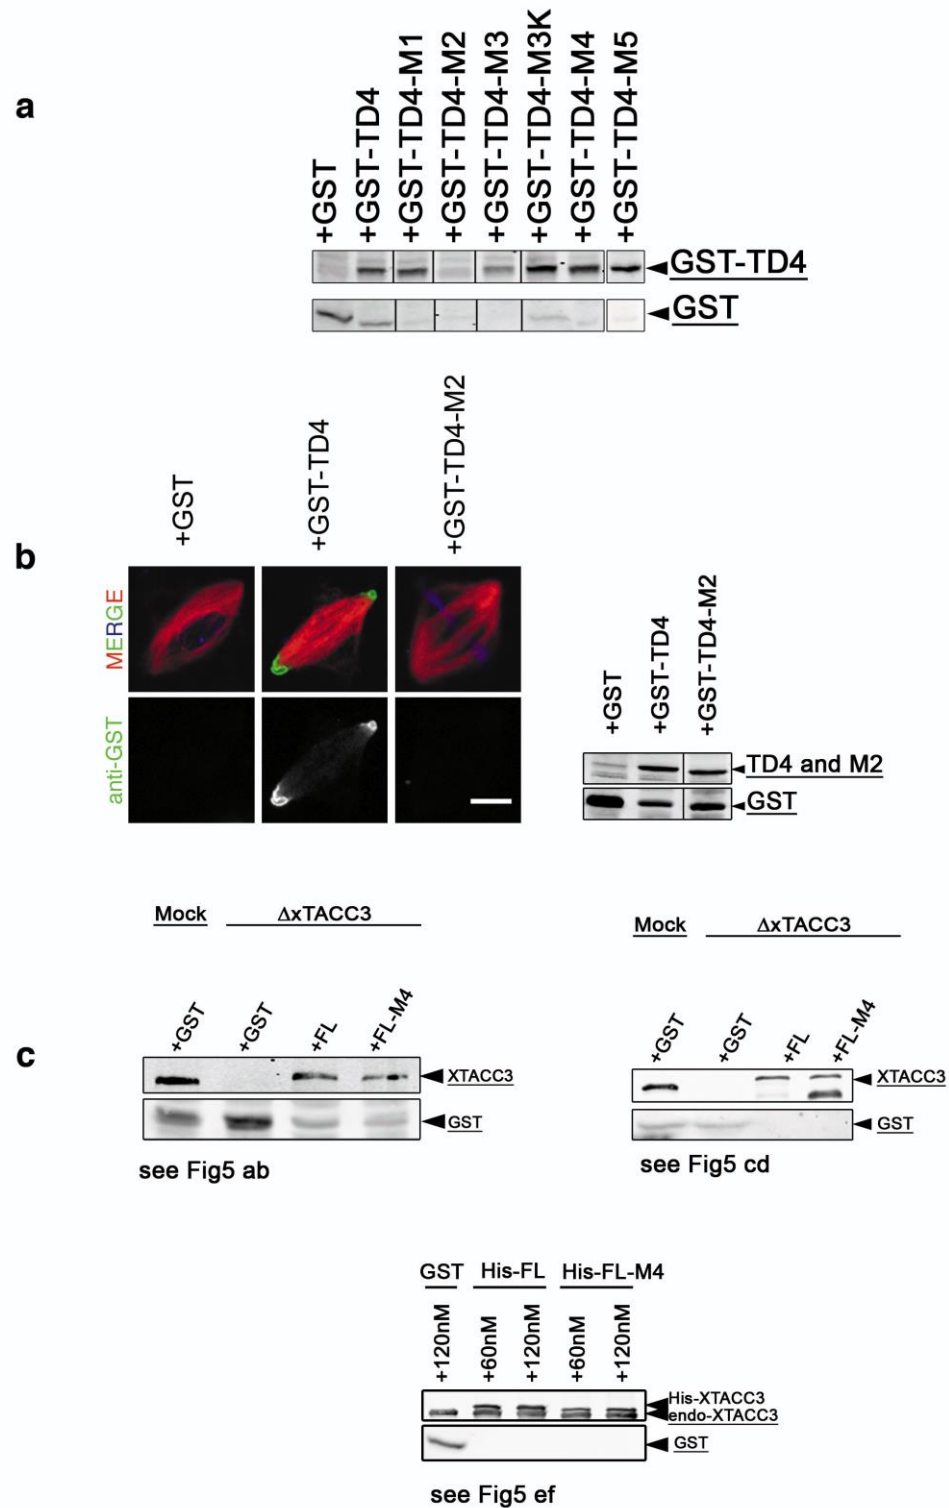 a
+GST
+GST-TD4
+GST-TD4-M1
+GST-TD4-M2
+GST-TD4-M3
+GST-TD4-M3K
+GST-TD4-M4
+GST-TD4-M5
GST-TD4
GST
b
+GST
+GST-TD4
+GST-TD4-M2
MERGE
anti-GST
+GST
+GST-TD4
+GST-TD4-M2
TD4 and M2
GST
c
Mock ΔxTACC3
+GST +GST +FL +FL-M4
XTACC3
GST
see Fig5 ab
Mock ΔxTACC3
+GST +GST +FL +FL-M4
XTACC3
GST
see Fig5 cd
GST His-FL His-FL-M4
+120nM +60nM +120nM +60nM +120nM
His-XTACC3
endo-XTACC3
GST
see Fig5 ef